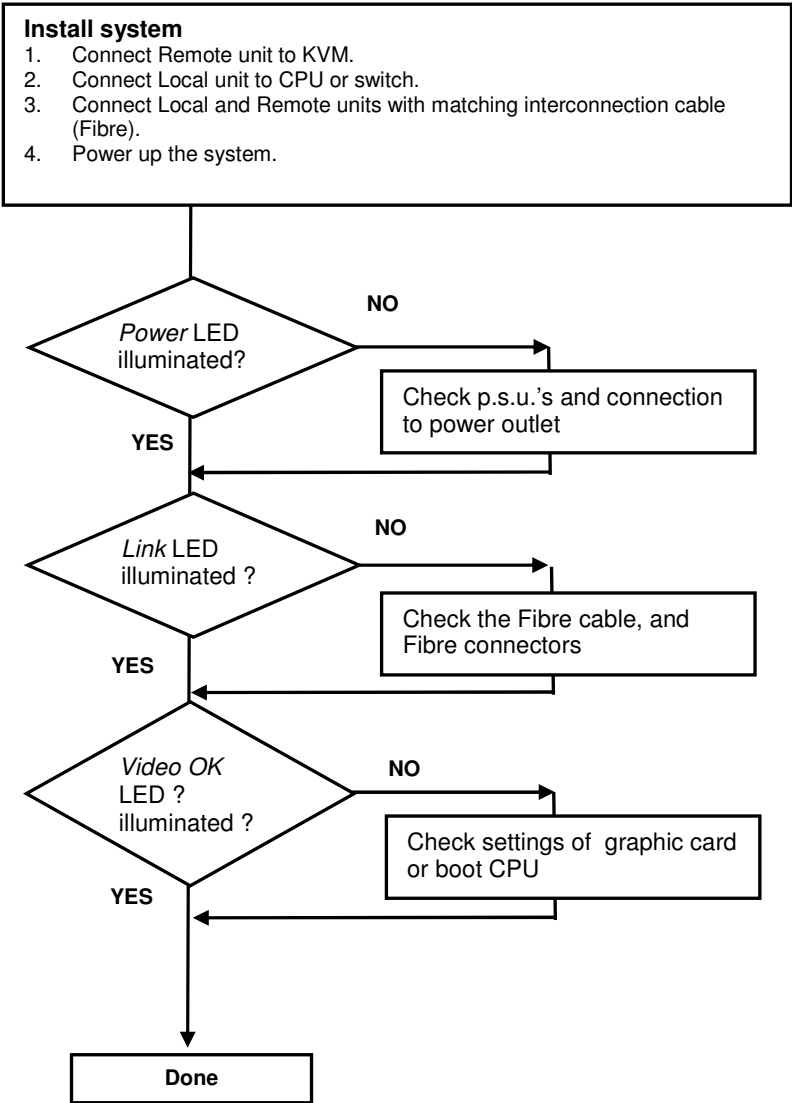 Install system
1. Connect Remote unit to KVM.
2. Connect Local unit to CPU or switch.
3. Connect Local and Remote units with matching interconnection cable
(Fibre).
4. Power up the system.
Power LED
illuminated?
NO
Check p.s.u.'s and connection
to power outlet
YES
Link LED
illuminated ?
NO
Check the Fibre cable, and
Fibre connectors
YES
Video OK
LED ?
illuminated ?
NO
Check settings of graphic card
or boot CPU
YES
Done